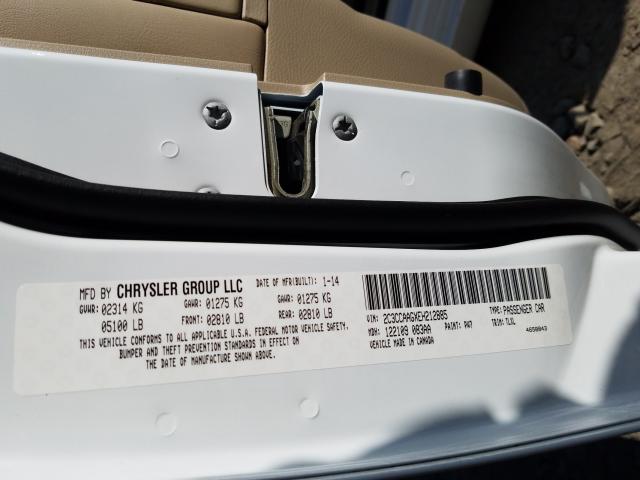 MFD BY CHRYSLER GROUP LLC DATE OF MFR(BUILT): 1-14
GVWR: 02314 KG GAWR: 01275 KG GAWR: 01275 KG
05100 LB FRONT: 02810 LB REAR: 02810 LB
THIS VEHICLE CONFORMS TO ALL APPLICABLE U.S.A. FEDERAL MOTOR VEHICLE SAFETY,
BUMPER AND THEFT PREVENTION STANDARDS IN EFFECT ON
THE DATE OF MANUFACTURE SHOWN ABOVE.
VIN: 2C3CCAAGXEH212885 TYPE: PASSENGER CAR
MDH: 122109 083AA PAINT: PW7 TRIM: TLXL
VEHICLE MADE IN CANADA